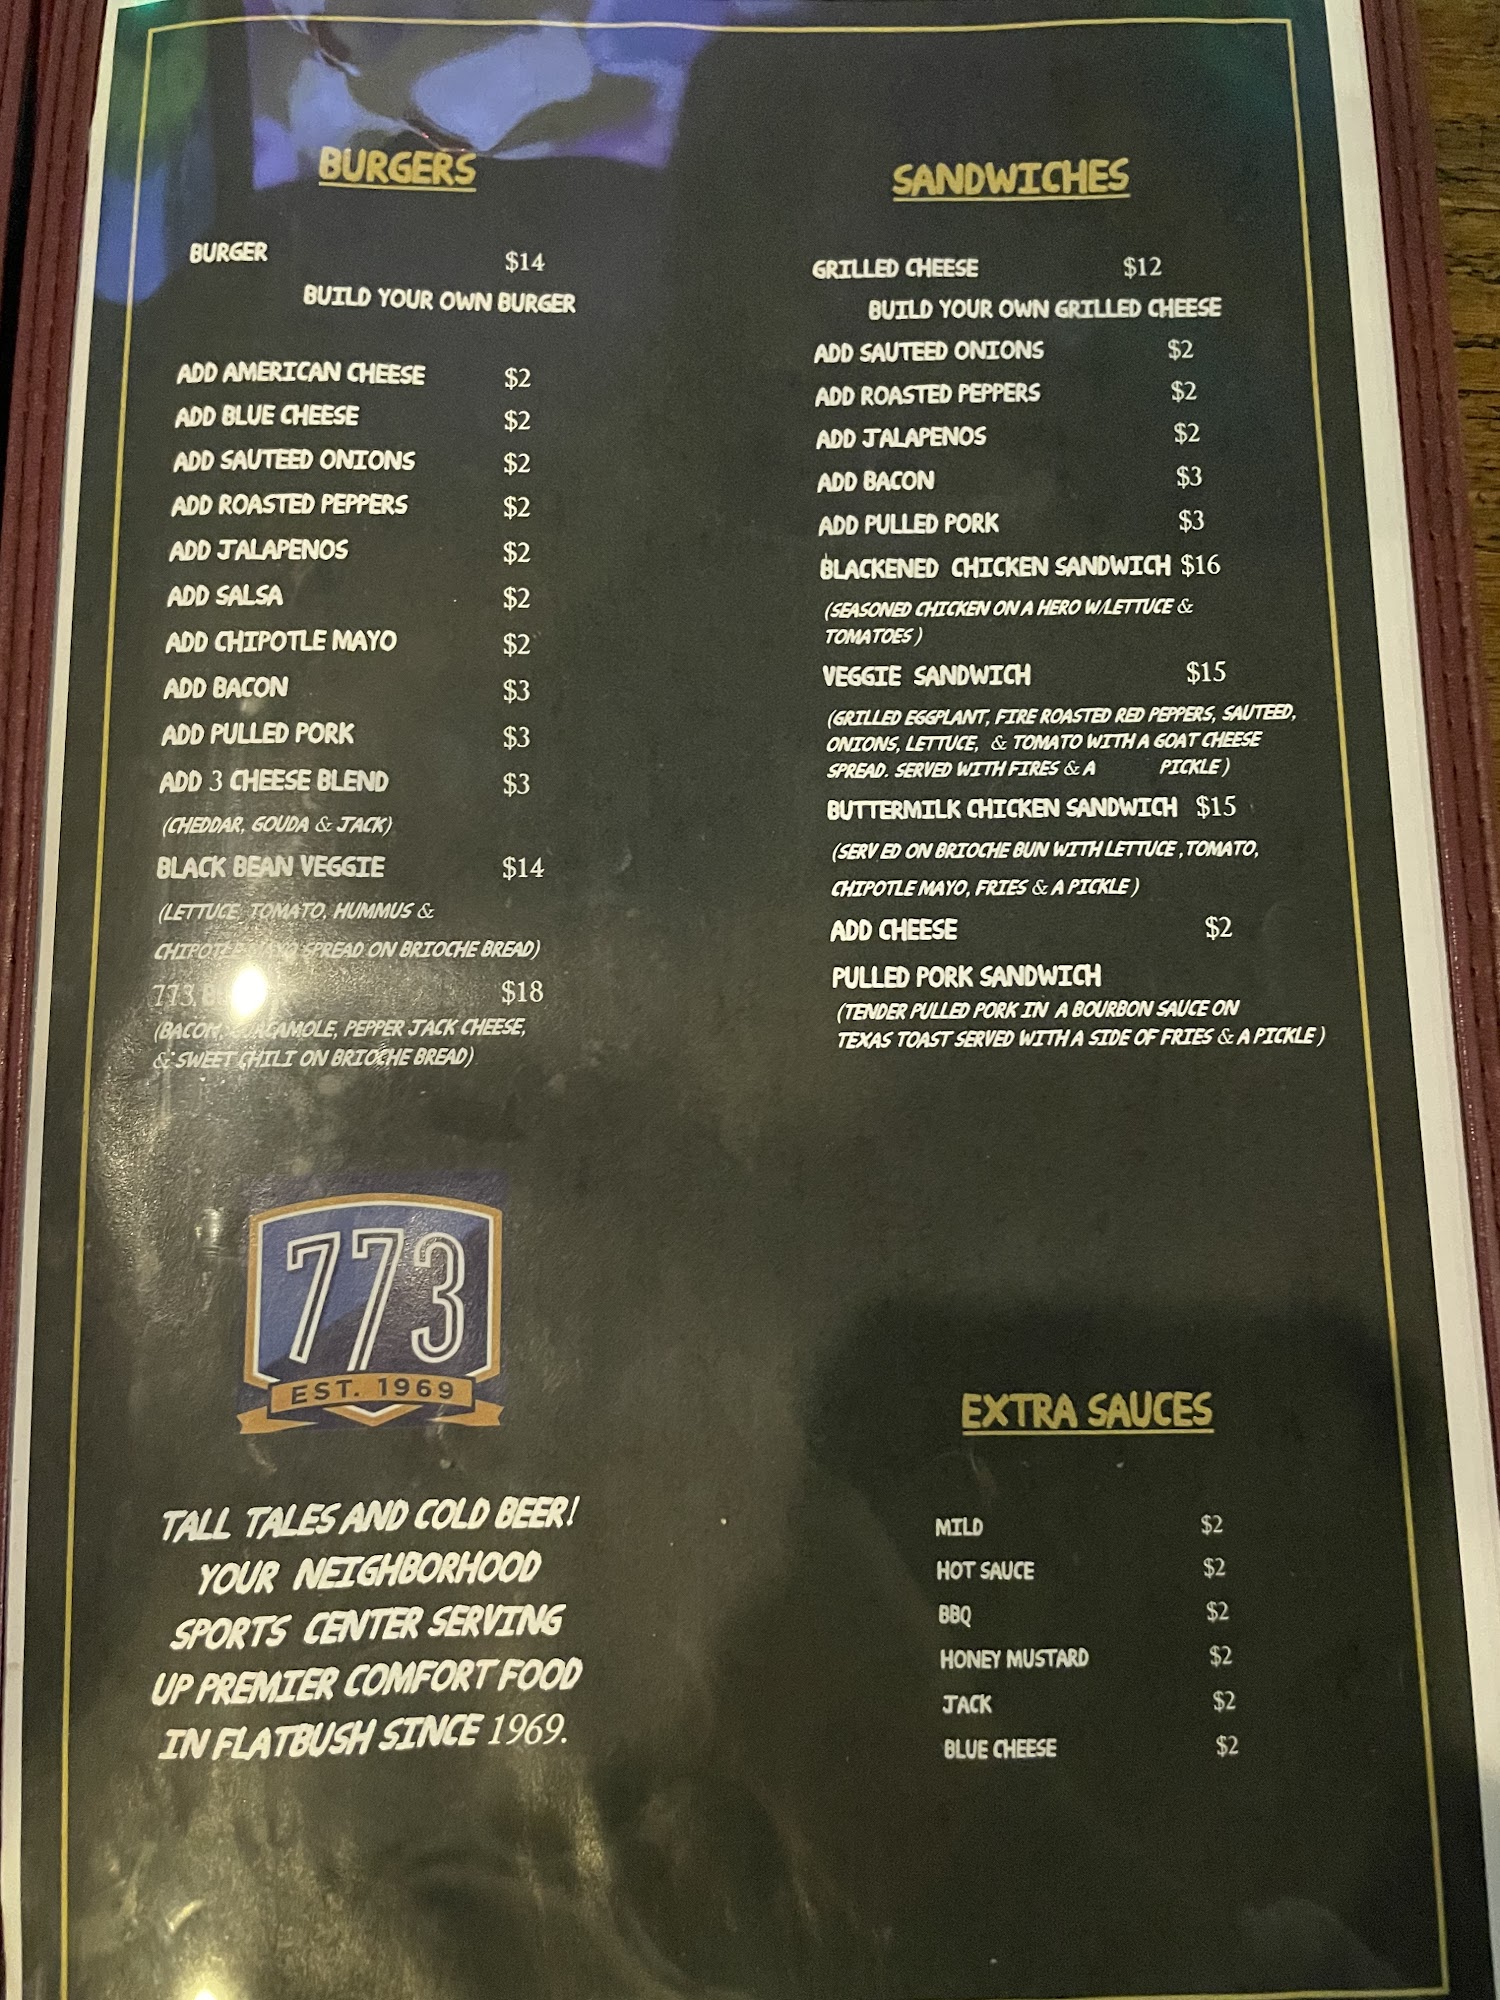 BURGERS
BURGER $14
BUILD YOUR OWN BURGER
ADD AMERICAN CHEESE $2
ADD BLUE CHEESE $2
ADD SAUTEED ONIONS $2
ADD ROASTED PEPPERS $2
ADD JALAPENOS $2
ADD SALSA $2
ADD CHIPOTLE MAYO $2
ADD BACON $3
ADD PULLED PORK $3
ADD 3 CHEESE BLEND $3
(CHEDDAR, GOUDA & JACK)
BLACK BEAN VEGGIE $14
(LETTUCE, TOMATO, HUMMUS &
CHIPOTLE MAYO SPREAD ON BRIOCHE BREAD)
773 $18
(BACON, PEPPER JACK CHEESE,
& SWEET CHILI ON BRIOCHE BREAD)
773
EST. 1969
TALL TALES AND COLD BEER!
YOUR NEIGHBORHOOD
SPORTS CENTER SERVING
UP PREMIER COMFORT FOOD
IN FLATBUSH SINCE 1969.
SANDWICHES
GRILLED CHEESE $12
BUILD YOUR OWN GRILLED CHEESE
ADD SAUTEED ONIONS $2
ADD ROASTED PEPPERS $2
ADD JALAPENOS $2
ADD BACON $3
ADD PULLED PORK $3
BLACKENED CHICKEN SANDWICH $16
(SEASONED CHICKEN ON A HERO W/LETTUCE &
TOMATOES )
VEGGIE SANDWICH $15
(GRILLED EGGPLANT, FIRE ROASTED RED PEPPERS, SAUTEED,
ONIONS, LETTUCE, & TOMATO WITH A GOAT CHEESE
SPREAD. SERVED WITH FIRES & A PICKLE )
BUTTERMILK CHICKEN SANDWICH $15
(SERV ED ON BRIOCHE BUN WITH LETTUCE , TOMATO,
CHIPOTLE MAYO, FRIES & A PICKLE )
ADD CHEESE $2
PULLED PORK SANDWICH
(TENDER PULLED PORK IN A BOURBON SAUCE ON
TEXAS TOAST SERVED WITH A SIDE OF FRIES & A PICKLE )
EXTRA SAUCES
MILD $2
HOT SAUCE $2
BBQ $2
HONEY MUSTARD $2
JACK $2
BLUE CHEESE $2